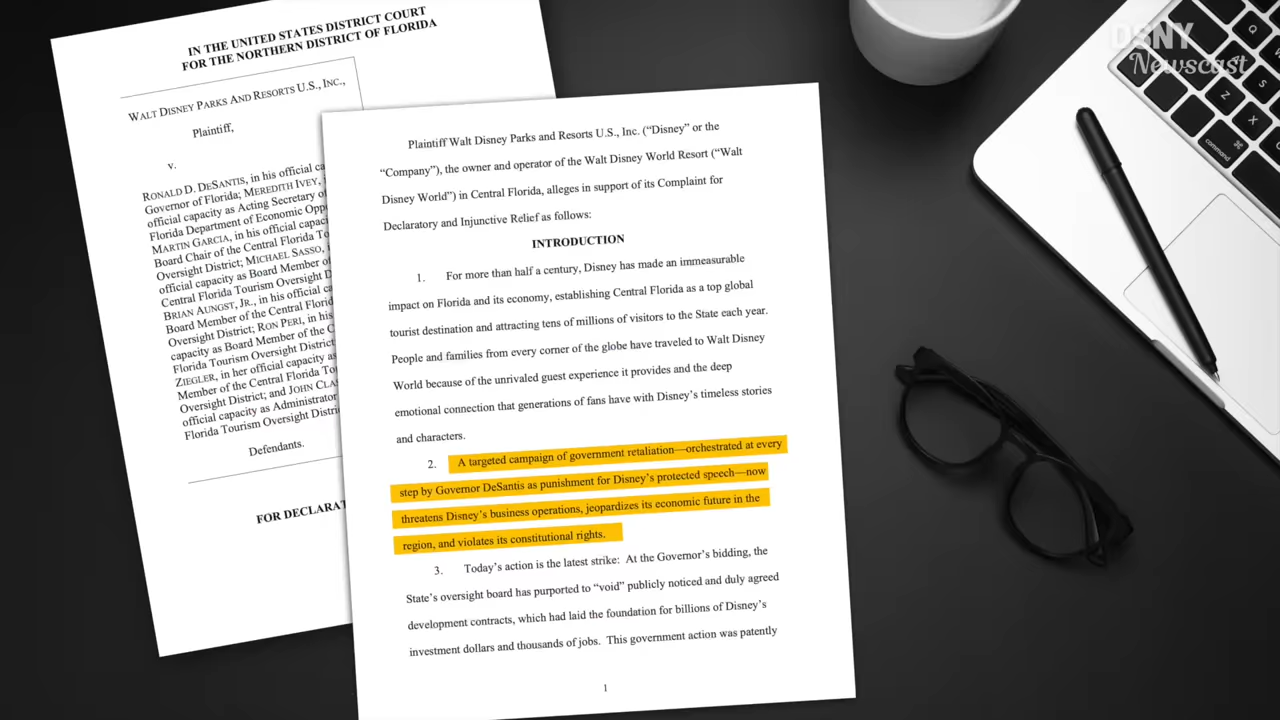 IN THE UNITED STATES DISTRICT COURT
FOR THE NORTHERN DISTRICT OF FLORIDA
WALT DISNEY PARKS AND RESORTS U.S., INC.,
Plaintiff,
v.
RONALD D. DESANTIS, in his official
Governor of Florida; MEREDITH IVEY,
official capacity as Acting Secretary of
Florida Department of Economic
MARTIN GARCIA, in his official
Board Chair of the Central Florida
Oversight District; MICHAEL SASSO,
official capacity as Board Member of
Central Florida Tourism Oversight
BRIAN AUNGST, JR., in his official
Board Member of the Central Florida
Oversight District; RON PERI, in his
capacity as Board Member of the
Florida Tourism Oversight
ZIEGLER, in her official capacity as
Member of the Central Florida
Oversight District; and JOHN
official capacity as Administrator
Florida Tourism Oversight
Defendants.
FOR
Plaintiff Walt Disney Parks and Resorts U.S., Inc. (“Disney” or the
“Company”), the owner and operator of the Walt Disney World Resort (“Walt
Disney World”) in Central Florida, alleges in support of its Complaint for
Declaratory and Injunctive Relief as follows:
INTRODUCTION
1. For more than half a century, Disney has made an immeasurable
impact on Florida and its economy, establishing Central Florida as a top global
tourist destination and attracting tens of millions of visitors to the State each year.
People and families from every corner of the globe have traveled to Walt Disney
World because of the unrivaled guest experience it provides and the deep
emotional connection that generations of fans have with Disney’s timeless stories
and characters.
2. A targeted campaign of government retaliation—orchestrated at every
step by Governor DeSantis as punishment for Disney’s protected speech—now
threatens Disney’s business operations, jeopardizes its economic future in the
region, and violates its constitutional rights.
3. Today’s action is the latest strike: At the Governor’s bidding, the
State’s oversight board has purported to “void” publicly noticed and duly agreed
development contracts, which had laid the foundation for billions of Disney’s
investment dollars and thousands of jobs. This government action was patently
1
DSNY
Newscast
Q
Z
X
command